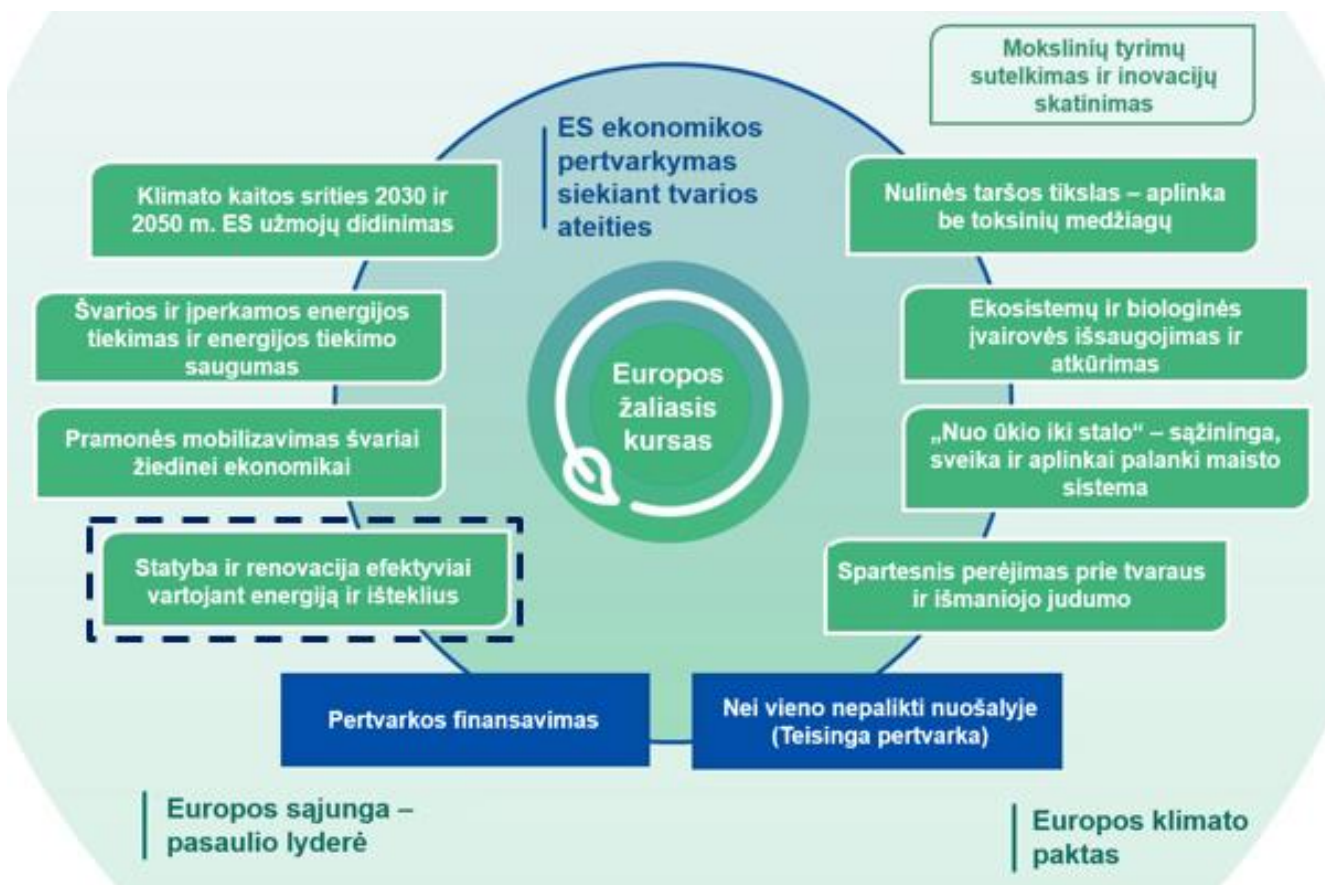 Mokslinių tyrimų
sutelkimas ir inovacijų
skatinimas
ES ekonomikos
pertvarkymas
siekiant tvarios
ateities
Klimato kaitos srities 2030 ir
2050 m. ES užmojų didinimas
Švarios ir įperkamos energijos
tiekimas ir energijos tiekimo
saugumas
Pramonės mobilizavimas švariai
žiedinei ekonomikai
Statyba ir renovacija efektyviai
vartojant energiją ir išteklius
Europos
žaliasis
kursas
Nulinės taršos tikslas – aplinka
be toksinių medžiagų
Ekosistemų ir biologinės
įvairovės išsaugojimas ir
atkūrimas
„Nuo ūkio iki stalo“ – sąžininga,
sveika ir aplinkai palanki maisto
sistema
Spartesnis perėjimas prie tvaraus
ir išmaniojo judumo
Pertvarkos finansavimas
Nei vieno nepalikti nuošalyje
(Teisinga pertvarka)
Europos sąjunga –
pasaulio lyderė
Europos klimato
paktas